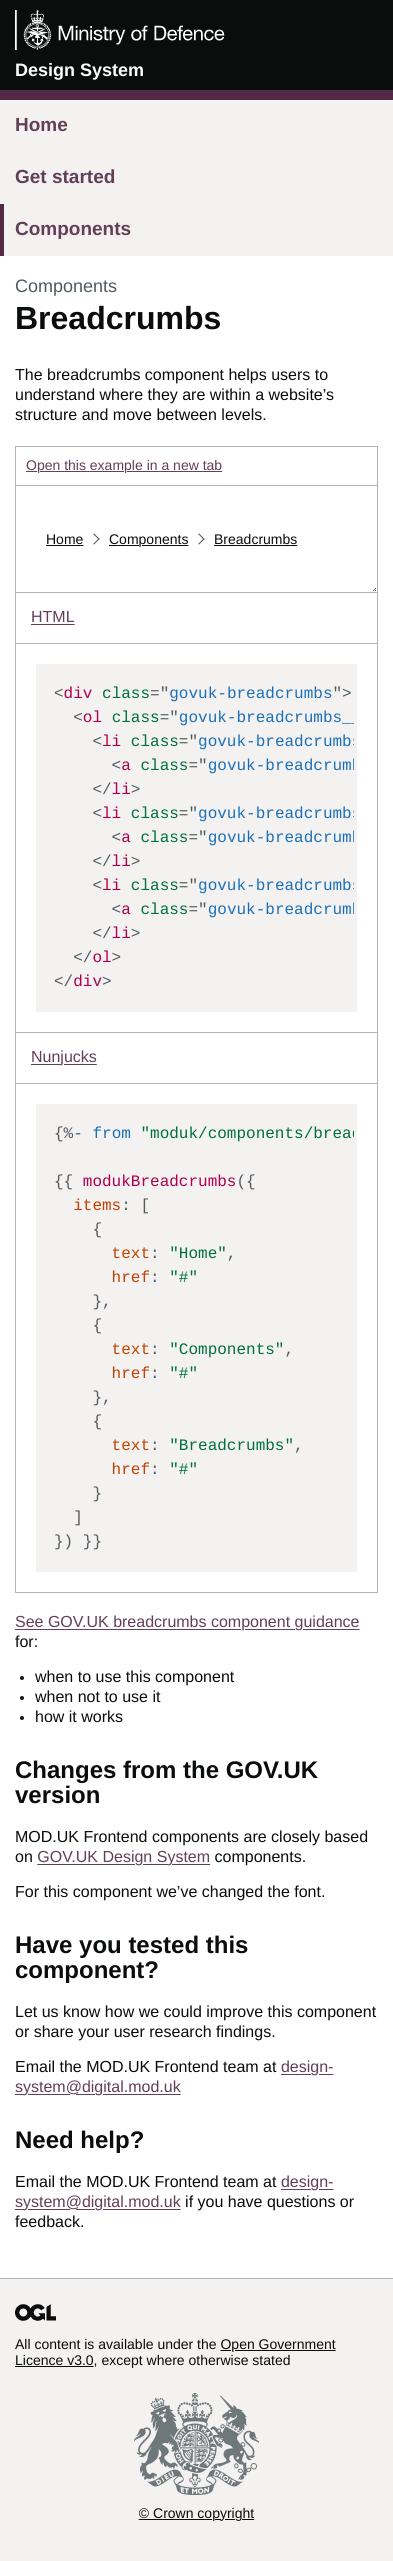 Ministry of Defence
Design System
Home
Get started
Components
Components
Breadcrumbs
The breadcrumbs component helps users to
understand where they are within a website’s
structure and move between levels.
Open this example in a new tab
Home Components Breadcrumbs
HTML
<div class="govuk-breadcrumbs">
  <ol class="govuk-breadcrumbs__
    <li class="govuk-breadcrumbs
      <a class="govuk-breadcrum
    </li>
    <li class="govuk-breadcrumbs
      <a class="govuk-breadcrum
    </li>
    <li class="govuk-breadcrumbs
      <a class="govuk-breadcrum
    </li>
  </ol>
</div>
Nunjucks
{%- from "moduk/components/brea
{{ modukBreadcrumbs({
  items: [
    {
      text: "Home",
      href: "#"
    },
    {
      text: "Components",
      href: "#"
    },
    {
      text: "Breadcrumbs",
      href: "#"
    }
  ]
}) }}
See GOV.UK breadcrumbs component guidance
for:
• when to use this component
• when not to use it
• how it works
Changes from the GOV.UK
version
MOD.UK Frontend components are closely based
on GOV.UK Design System components.
For this component we’ve changed the font.
Have you tested this
component?
Let us know how we could improve this component
or share your user research findings.
Email the MOD.UK Frontend team at design-
system@digital.mod.uk
Need help?
Email the MOD.UK Frontend team at design-
system@digital.mod.uk if you have questions or
feedback.
OGL
All content is available under the Open Government
Licence v3.0, except where otherwise stated
DIEU ET MON DROIT
© Crown copyright